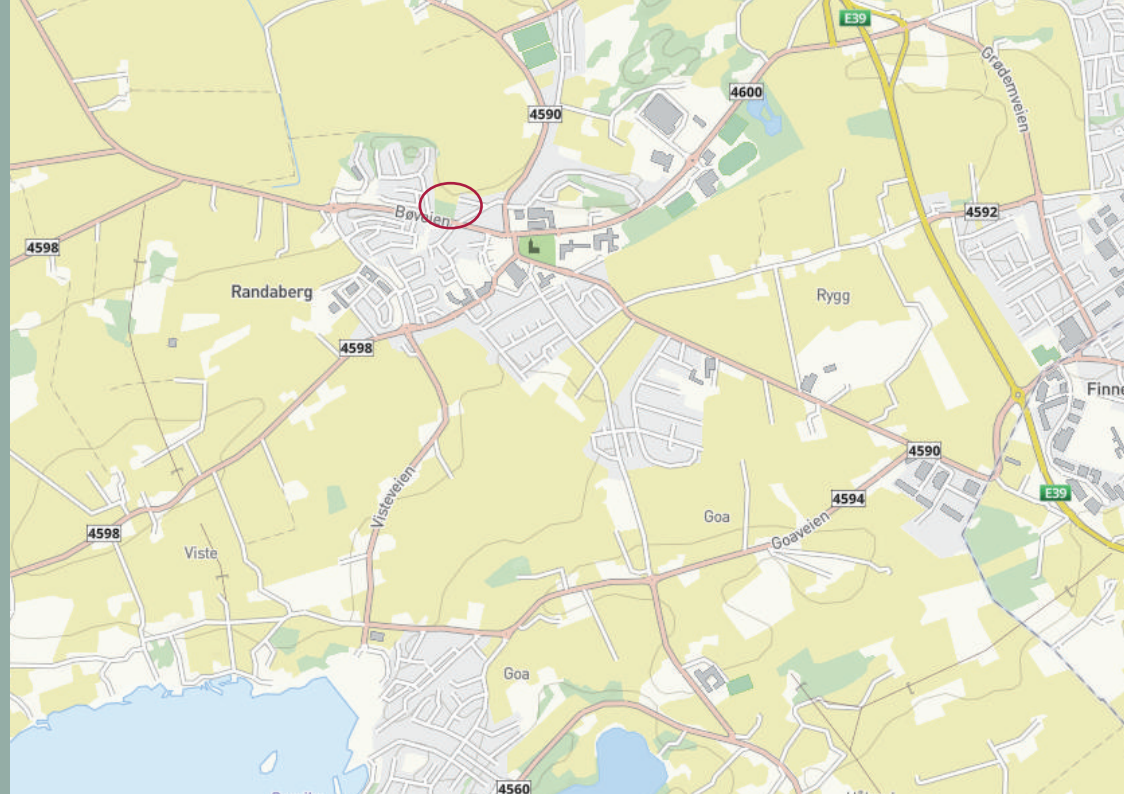 E39
Grødemveien
4600
4590
Bøveien
4592
4598
Randaberg
Rygg
4598
Finne
4590
Visteveien
4594
E39
Goa
Goaveien
4598
Viste
Goa
4560